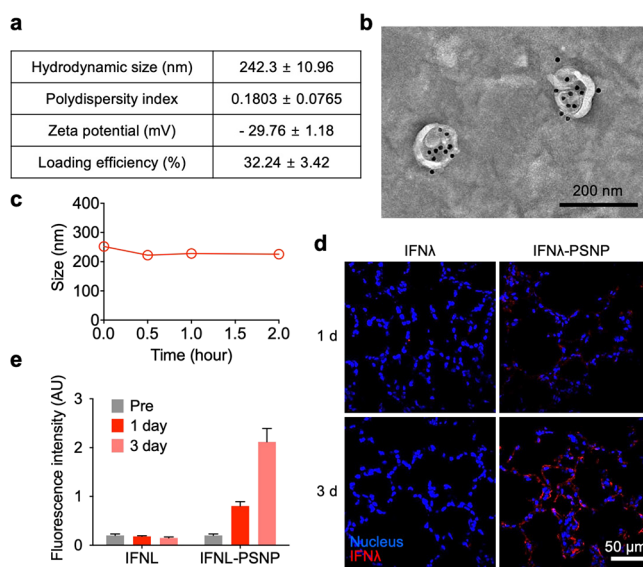 a
Hydrodynamic size (nm) 242.3 ± 10.96
Polydispersity index 0.1803 ± 0.0765
Zeta potential (mV) - 29.76 ± 1.18
Loading efficiency (%) 32.24 ± 3.42
b
200 nm
c
400
300
200
100
0
Size (nm)
0.0 0.5 1.0 1.5 2.0
Time (hour)
d
IFNλ IFNλ-PSNP
1 d
3 d
Nucleus
IFNλ
50 µm
e
Fluorescence intensity (AU)
3
2
1
0
Pre
1 day
3 day
IFNL IFNL-PSNP